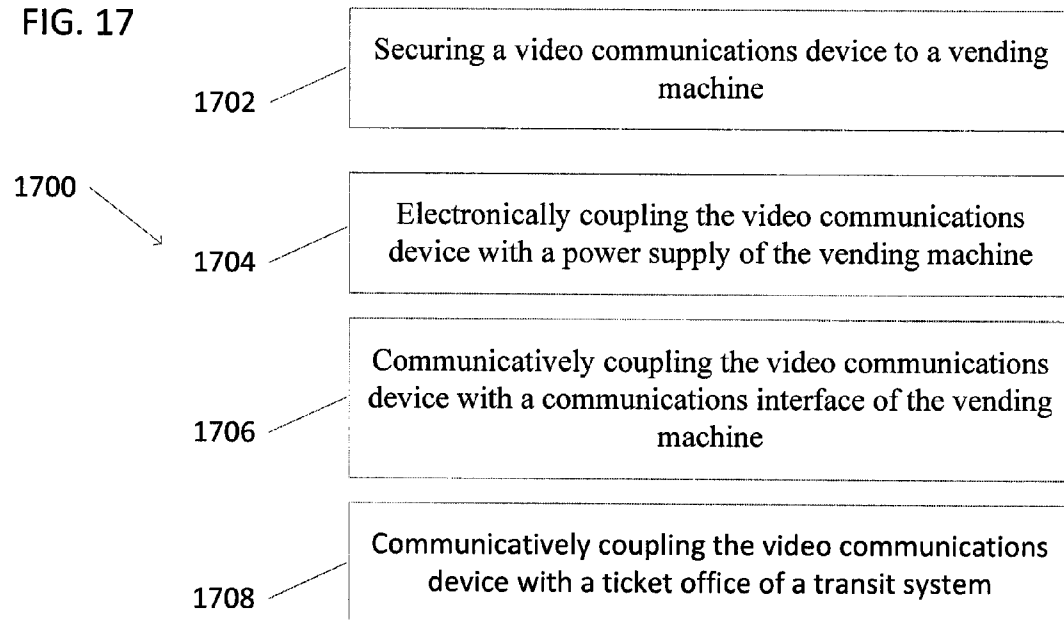 FIG. 17
Securing a video communications device to a vending
machine
1702
1700
Electronically coupling the video communications
device with a power supply of the vending machine
1704
Communicatively coupling the video communications
device with a communications interface of the vending
machine
1706
Communicatively coupling the video communications
device with a ticket office of a transit system
1708